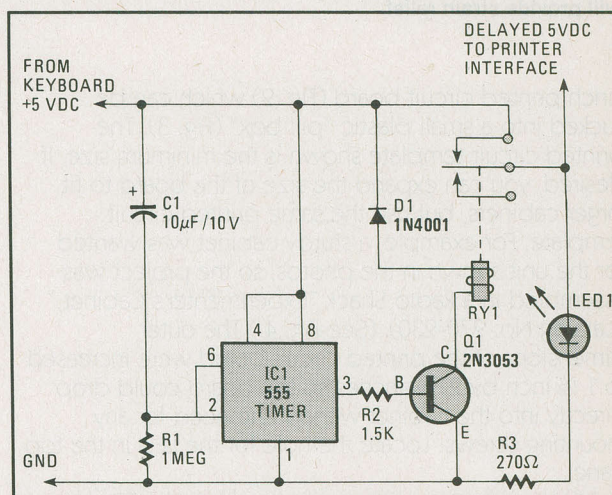 DELAYED 5VDC
TO PRINTER
INTERFACE
FROM
KEYBOARD
+5 VDC
+
C1
10µF/10V
D1
1N4001
RY1
LED1
4
8
6
2
IC1
555
TIMER
3
1
R2
1.5K
B
C
E
Q1
2N3053
R1
1MEG
R3
270Ω
GND